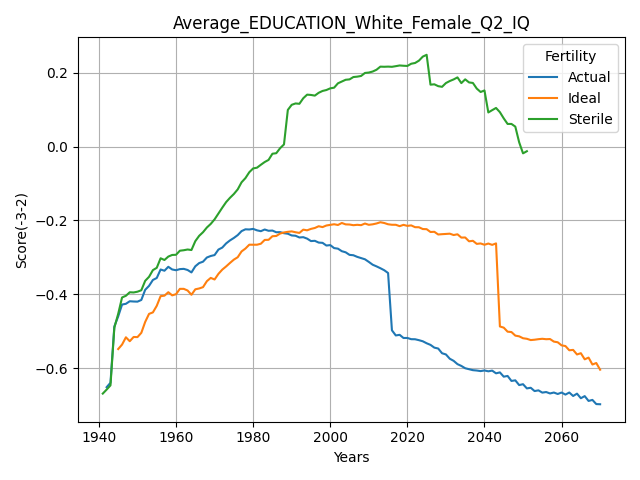 Average_EDUCATION_White_Female_Q2_IQ
Fertility
Actual
Ideal
Sterile
Score(-3-2)
0.2
0.0
−0.2
−0.4
−0.6
1940 1960 1980 2000 2020 2040 2060
Years